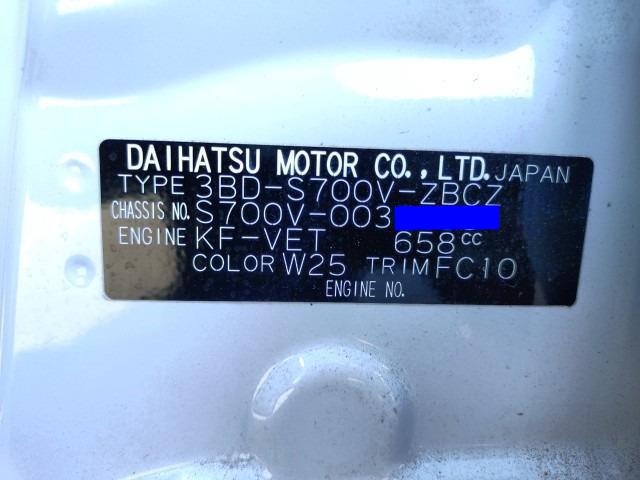 DAIHATSU MOTOR CO., LTD. JAPAN
TYPE 3BD-S700V-ZBCZ
CHASSIS NO. S700V-003
ENGINE KF-VET 658cc
COLOR W25 TRIM FC10
ENGINE NO.